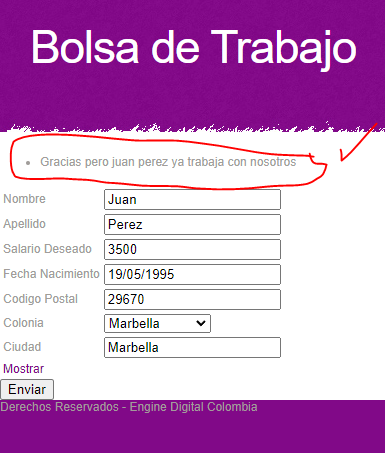 Bolsa de Trabajo
Gracias pero juan perez ya trabaja con nosotros
Nombre Juan
Apellido Perez
Salario Deseado 3500
Fecha Nacimiento 19/05/1995
Codigo Postal 29670
Colonia Marbella
Ciudad Marbella
Mostrar
Enviar
Derechos Reservados - Engine Digital Colombia